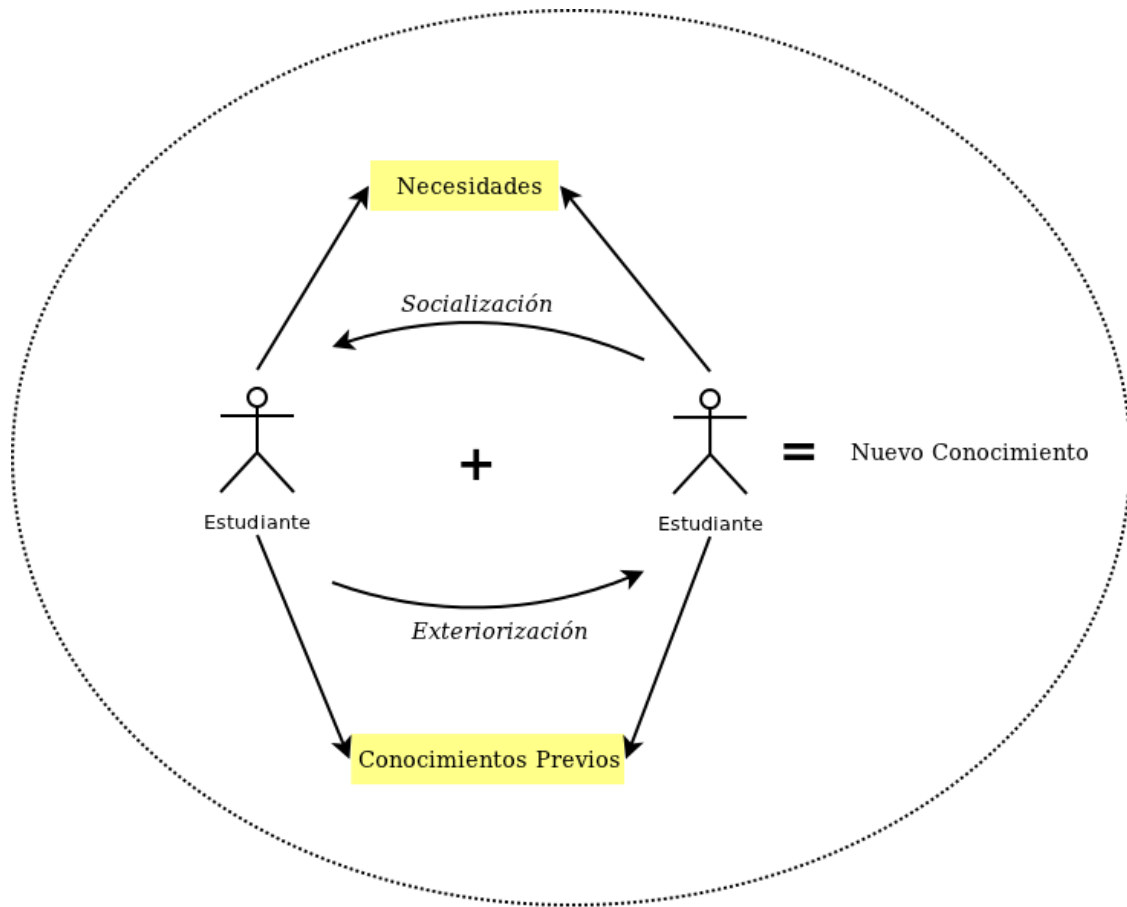 Necesidades
Socialización
+
= Nuevo Conocimiento
Estudiante
Estudiante
Exteriorización
Conocimientos Previos